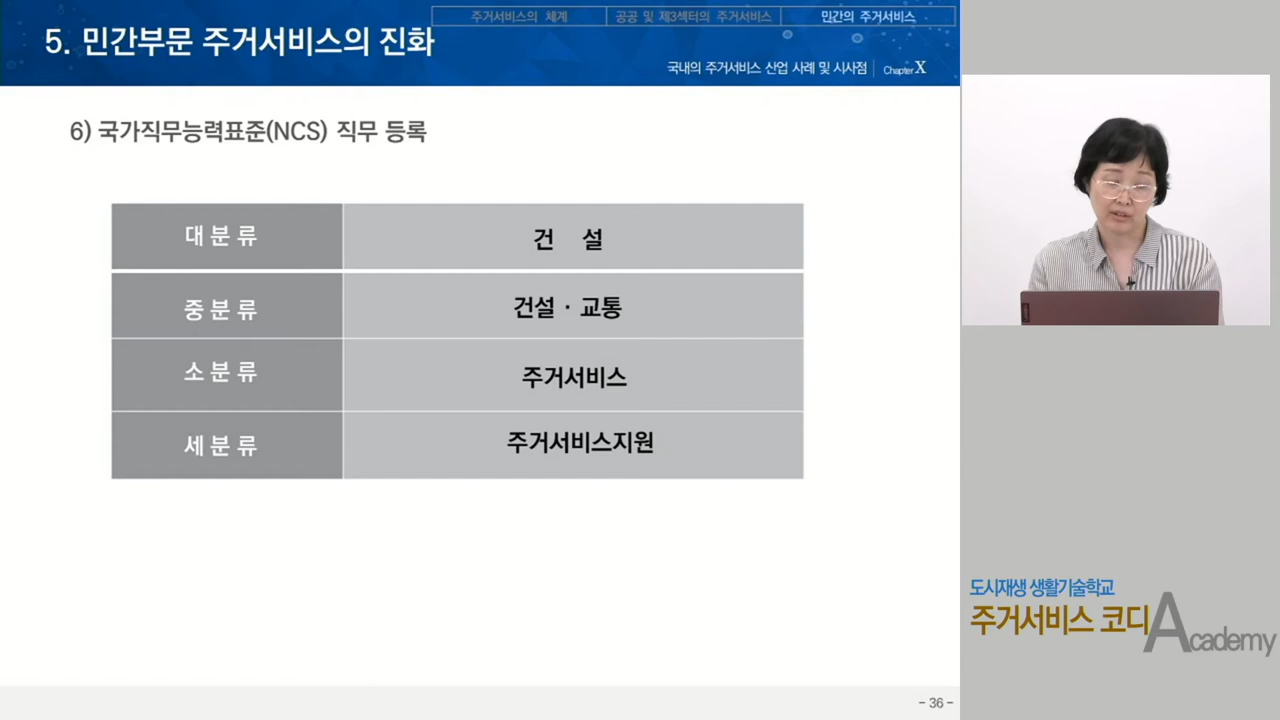 주거서비스의 체계
공공 및 제3섹터의 주거서비스
민간의 주거서비스
5. 민간부문 주거서비스의 진화
국내의 주거서비스 산업 사례 및 시사점
Chapter X
6) 국가직무능력표준(NCS) 직무 등록
대 분 류
건 설
중 분 류
건설 · 교통
소 분 류
주거서비스
세 분 류
주거서비스지원
도시재생 생활기술학교
주거서비스 코디
Academy
- 36 -